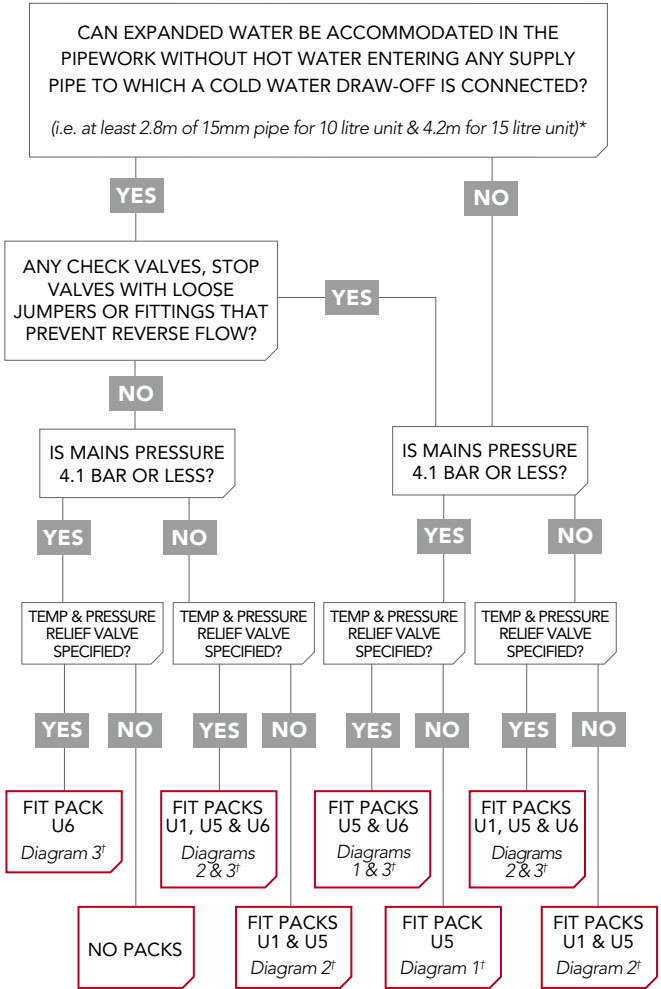 CAN EXPANDED WATER BE ACCOMMODATED IN THE
PIPEWORK WITHOUT HOT WATER ENTERING ANY SUPPLY
PIPE TO WHICH A COLD WATER DRAW-OFF IS CONNECTED?
(i.e. at least 2.8m of 15mm pipe for 10 litre unit & 4.2m for 15 litre unit)*
YES
NO
ANY CHECK VALVES, STOP
VALVES WITH LOOSE
JUMPERS OR FITTINGS THAT
PREVENT REVERSE FLOW?
YES
NO
IS MAINS PRESSURE
4.1 BAR OR LESS?
IS MAINS PRESSURE
4.1 BAR OR LESS?
YES
NO
YES
NO
TEMP & PRESSURE
RELIEF VALVE
SPECIFIED?
TEMP & PRESSURE
RELIEF VALVE
SPECIFIED?
TEMP & PRESSURE
RELIEF VALVE
SPECIFIED?
TEMP & PRESSURE
RELIEF VALVE
SPECIFIED?
YES
NO
YES
NO
YES
NO
YES
NO
FIT PACK
U6
Diagram 3†
FIT PACKS
U1, U5 & U6
Diagrams
2 & 3†
FIT PACKS
U5 & U6
Diagrams
1 & 3†
FIT PACKS
U1, U5 & U6
Diagrams
2 & 3†
NO PACKS
FIT PACKS
U1 & U5
Diagram 2†
FIT PACK
U5
Diagram 1†
FIT PACKS
U1 & U5
Diagram 2†